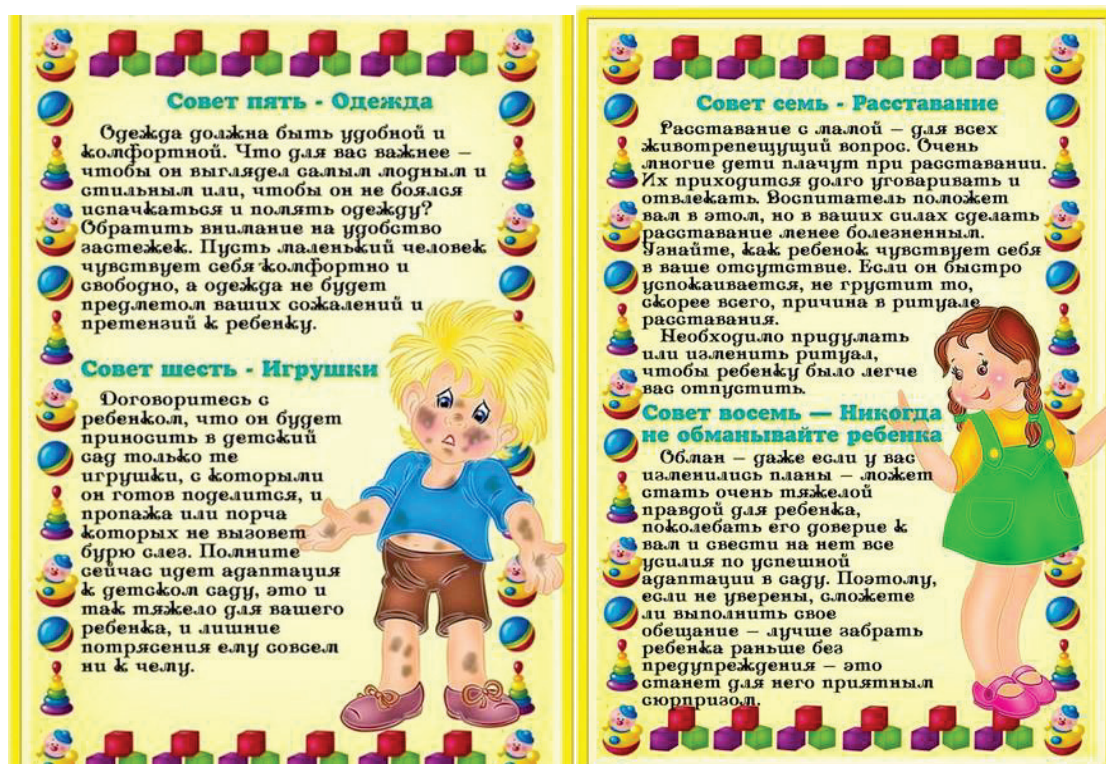 Совет пять - Одежда
Одежда должна быть удобной и
комфортной. Что для вас важнее –
чтобы он выглядел самым модным и
стильным или, чтобы он не боялся
испачкаться и помять одежду?
Обратить внимание на удобство
застежек. Пусть маленький человек
чувствует себя комфортно и
свободно, а одежда не будет
предметом ваших сожалений и
претензий к ребенку.
Совет шесть - Игрушки
Договоритесь с
ребенком, что он будет
приносить в детский
сад только те
игрушки, с которыми
он готов поделится, и
пропажа или порча
которых не вызовет
бурю слез. Помните
сейчас идет адаптация
к детском саду, это и
так тяжело для вашего
ребенка, и лишние
потрясения ему совсем
ни к чему.
Совет семь - Расставание
Расставание с мамой – для всех
животрепещущий вопрос. Очень
многие дети плачут при расставании.
Их приходится долго уговаривать и
отвлекать. Воспитатель поможет
вам в этом, но в ваших силах сделать
расставание менее болезненным.
Узнайте, как ребенок чувствует себя
в ваше отсутствие. Если он быстро
успокаивается, не грустит то,
скорее всего, причина в ритуале
расставания.
Необходимо придумать
или изменить ритуал,
чтобы ребенку было легче
вас отпустить.
Совет восемь — Никогда
не обманывайте ребенка
Обман – даже если у вас
изменились планы – может
стать очень тяжелой
правдой для ребенка,
поколебать его доверие к
вам и свести на нет все
усилия по успешной
адаптации в саду. Поэтому,
если не уверены, сможете
ли выполнить свое
обещание – лучше забрать
ребенка раньше без
предупреждения – это
станет для него приятным
сюрпризом.